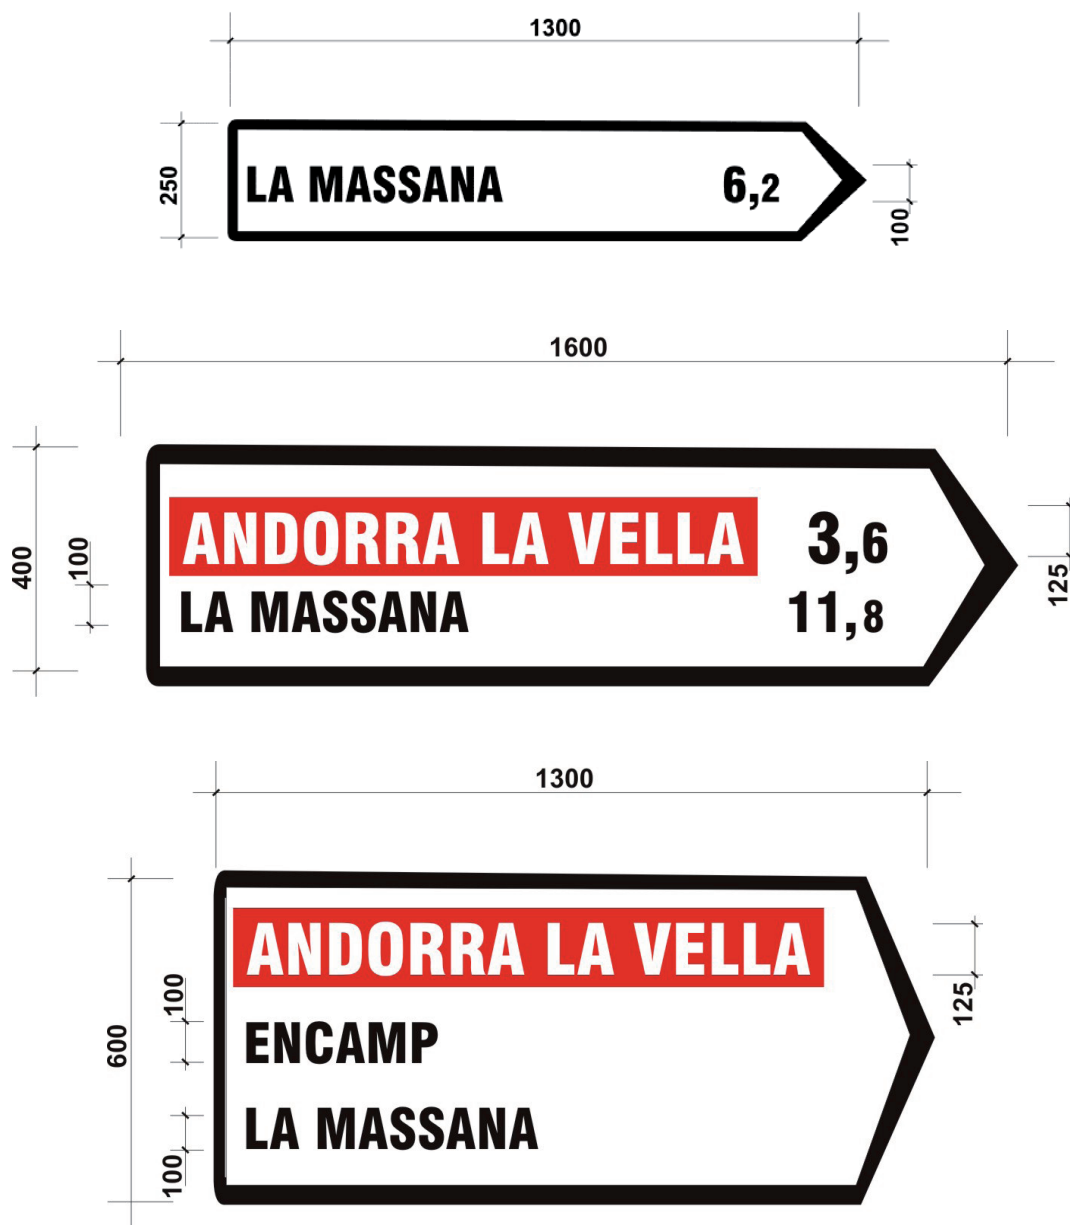 1300
250
LA MASSANA 6,2
100
1600
400
100
ANDORRA LA VELLA 3,6
LA MASSANA 11,8
125
1300
600
ANDORRA LA VELLA
125
100
ENCAMP
LA MASSANA
100